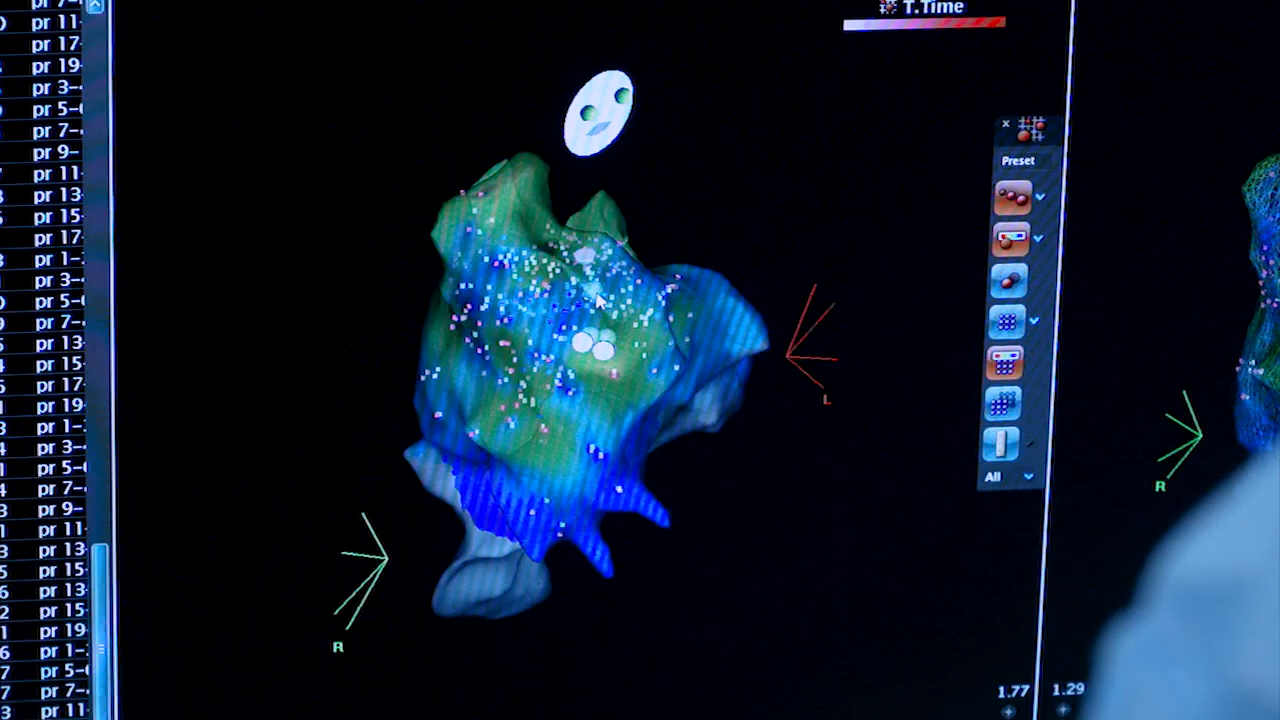 T.Time
Preset
All
L
R
R
1.77
1.29
pr 11-
pr 17-
pr 19-
pr 3-
pr 5-
pr 7-
pr 9-
pr 11-
pr 13-
pr 15-
pr 17-
pr 1-
pr 3-
pr 5-
pr 7-
pr 13-
pr 15-
pr 17-
pr 19-
pr 1-
pr 3-
pr 5-
pr 7-
pr 9-
pr 11-
pr 13-
pr 15-
pr 13-
pr 15-
pr 19-
pr 1-
pr 5-
pr 7-
pr 11-